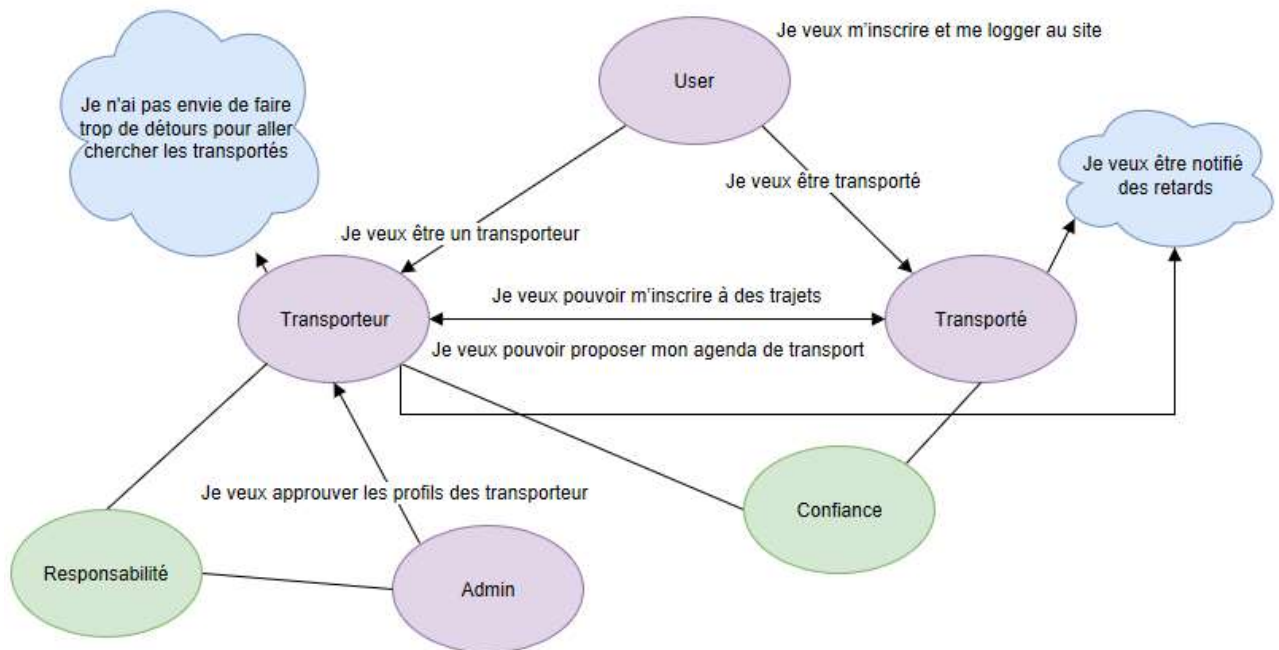 Je veux m'inscrire et me logger au site
User
Je n'ai pas envie de faire
trop de détours pour aller
chercher les transportés
Je veux être notifié
des retards
Je veux être transporté
Je veux être un transporteur
Transporteur
Je veux pouvoir m'inscrire à des trajets
Transporté
Je veux pouvoir proposer mon agenda de transport
Je veux approuver les profils des transporteur
Confiance
Responsabilité
Admin